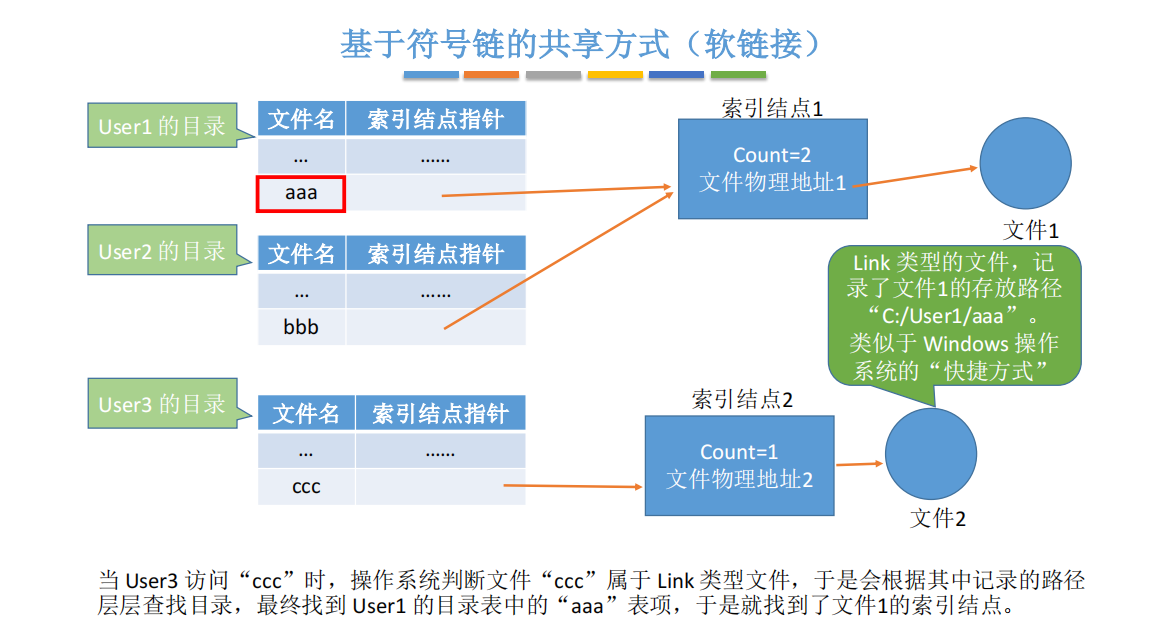 基于符号链的共享方式（软链接）
User1 的目录
文件名 索引结点指针
... ......
aaa
User2 的目录
文件名 索引结点指针
... ......
bbb
User3 的目录
文件名 索引结点指针
... ......
ccc
索引结点1
Count=2
文件物理地址1
文件1
Link 类型的文件，记
录了文件1的存放路径
“C:/User1/aaa”。
类似于 Windows 操作
系统的“快捷方式”
索引结点2
Count=1
文件物理地址2
文件2
当 User3 访问“ccc”时，操作系统判断文件“ccc”属于 Link 类型文件，于是会根据其中记录的路径
层层查找目录，最终找到 User1 的目录表中的“aaa”表项，于是就找到了文件1的索引结点。